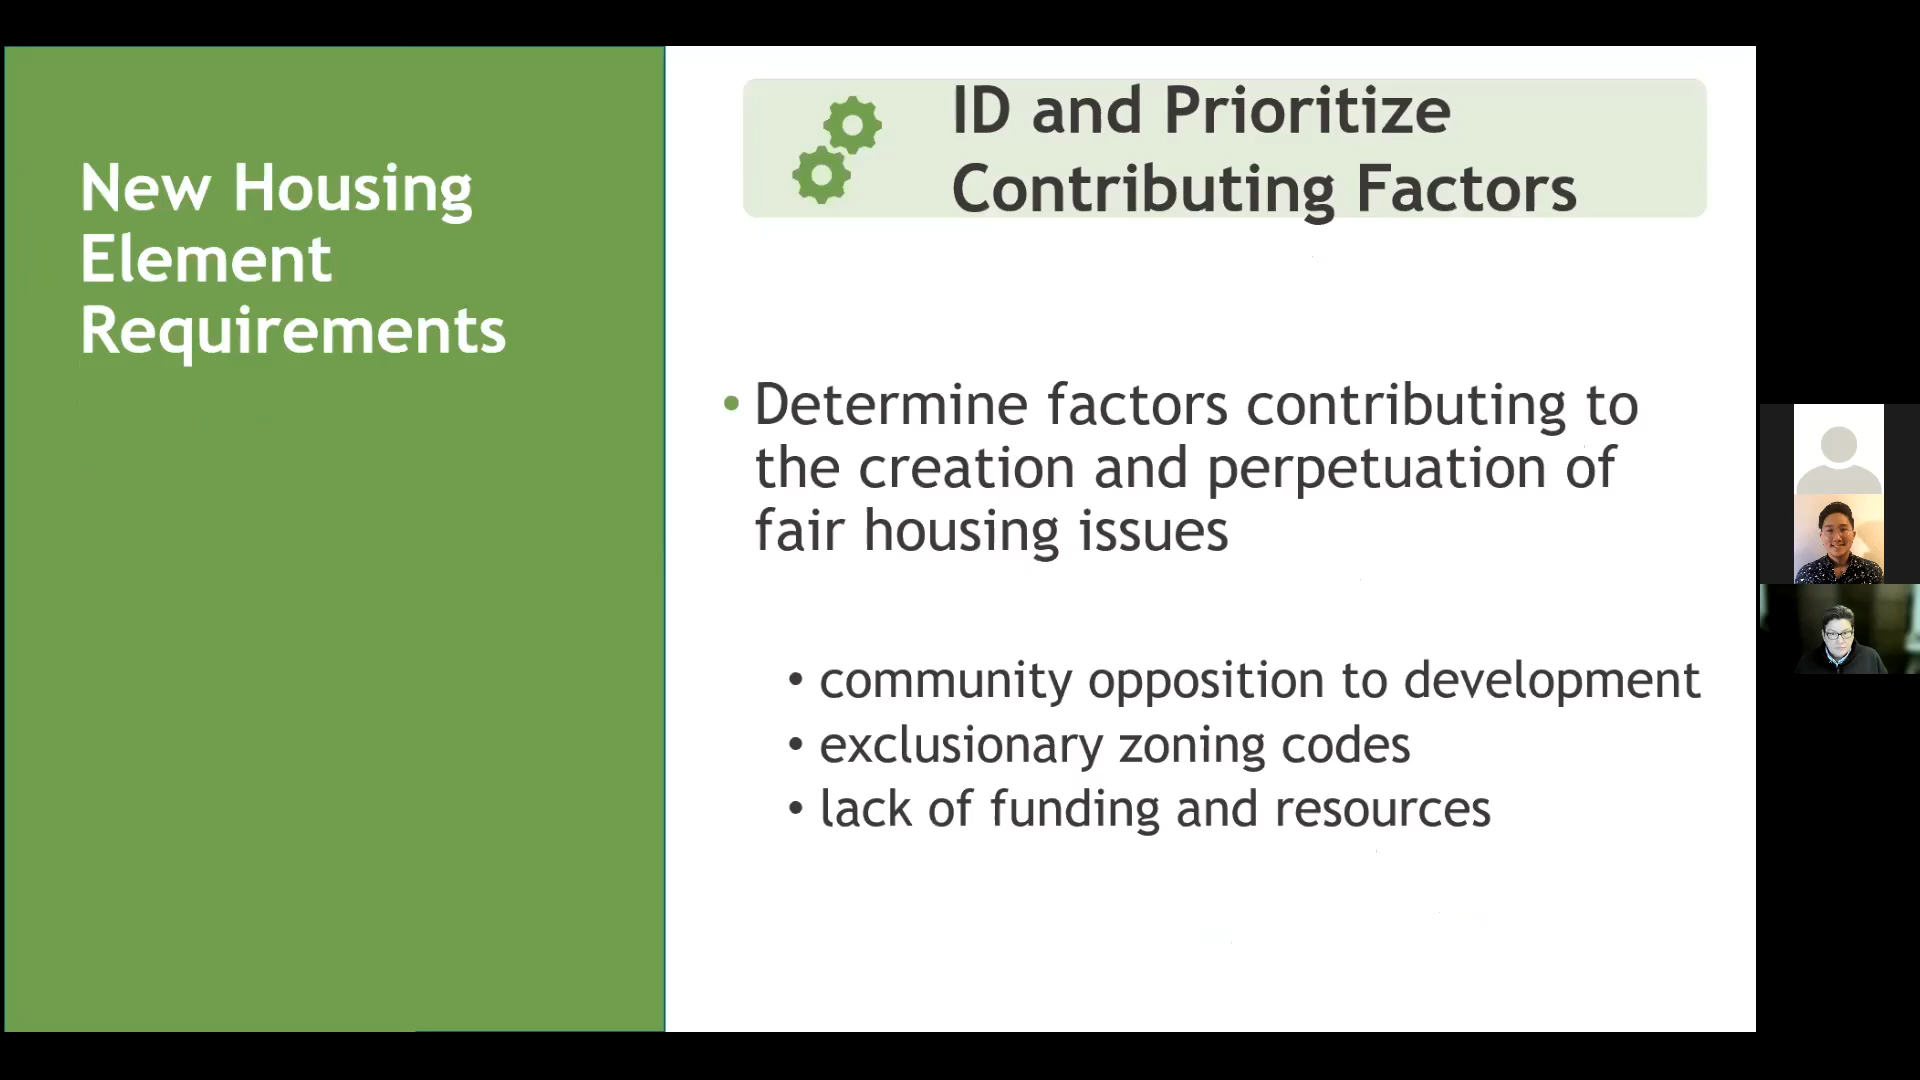 New Housing
Element
Requirements
ID and Prioritize
Contributing Factors
• Determine factors contributing to
the creation and perpetuation of
fair housing issues
• community opposition to development
• exclusionary zoning codes
• lack of funding and resources